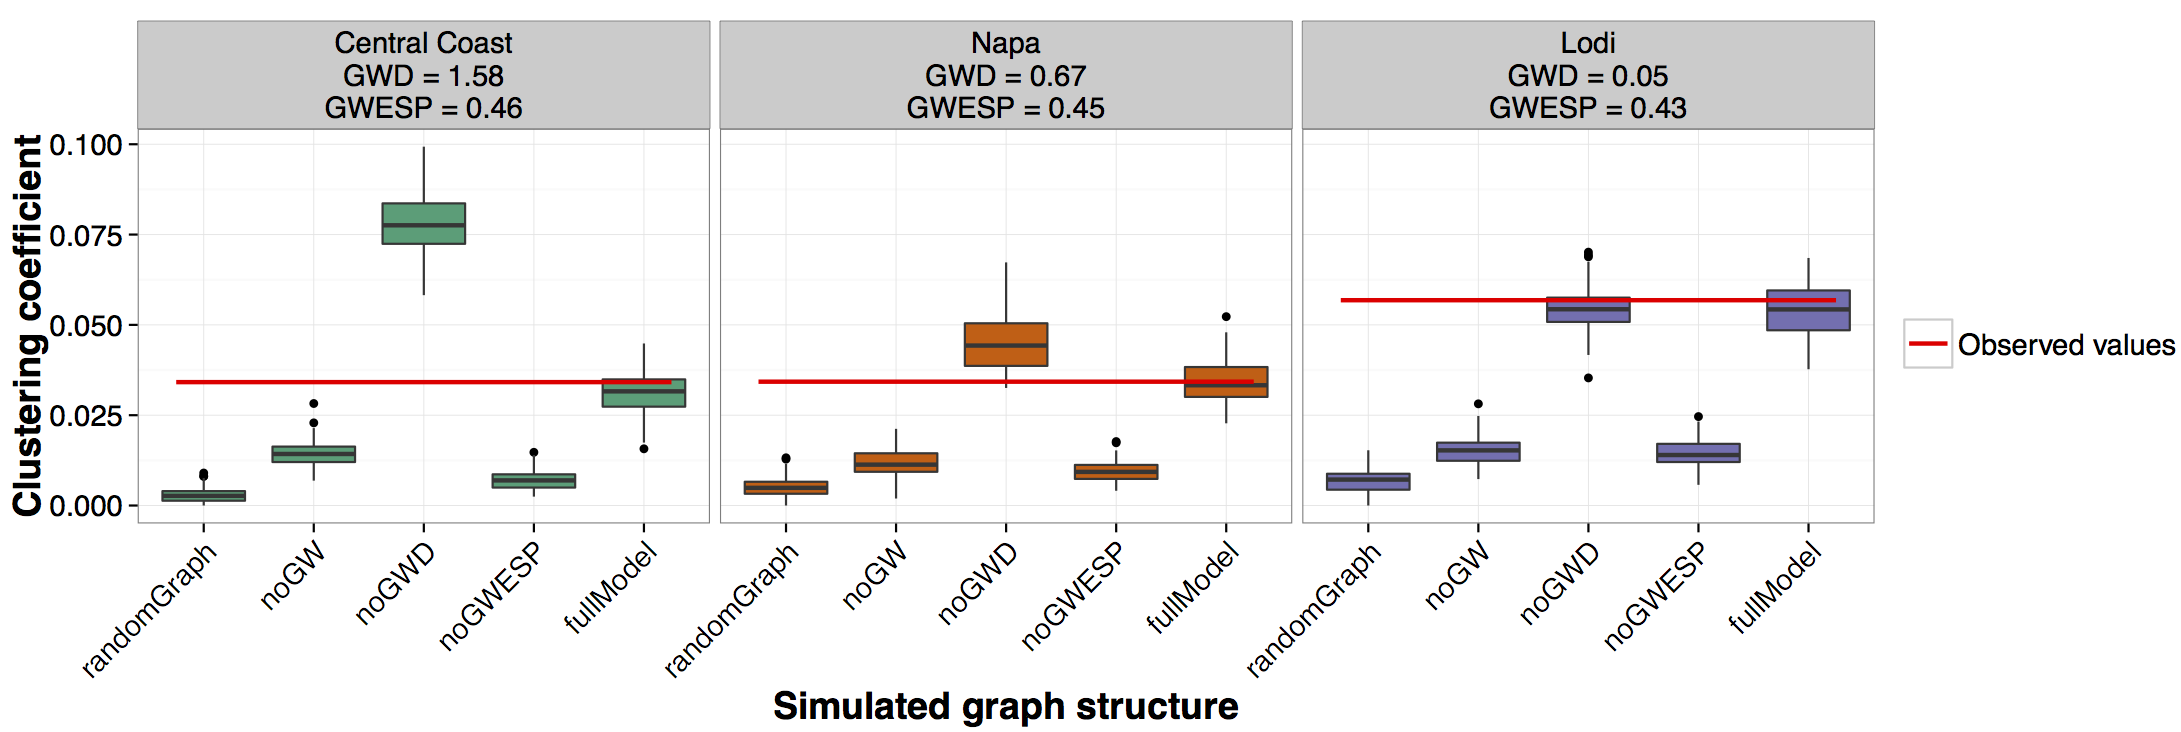 Central Coast
GWD = 1.58
GWESP = 0.46
Napa
GWD = 0.67
GWESP = 0.45
Lodi
GWD = 0.05
GWESP = 0.43
Clustering coefficient
0.100
0.075
0.050
0.025
0.000
randomGraph
noGW
noGWD
noGWESP
fullModel
randomGraph
noGW
noGWD
noGWESP
fullModel
randomGraph
noGW
noGWD
noGWESP
fullModel
Simulated graph structure
Observed values